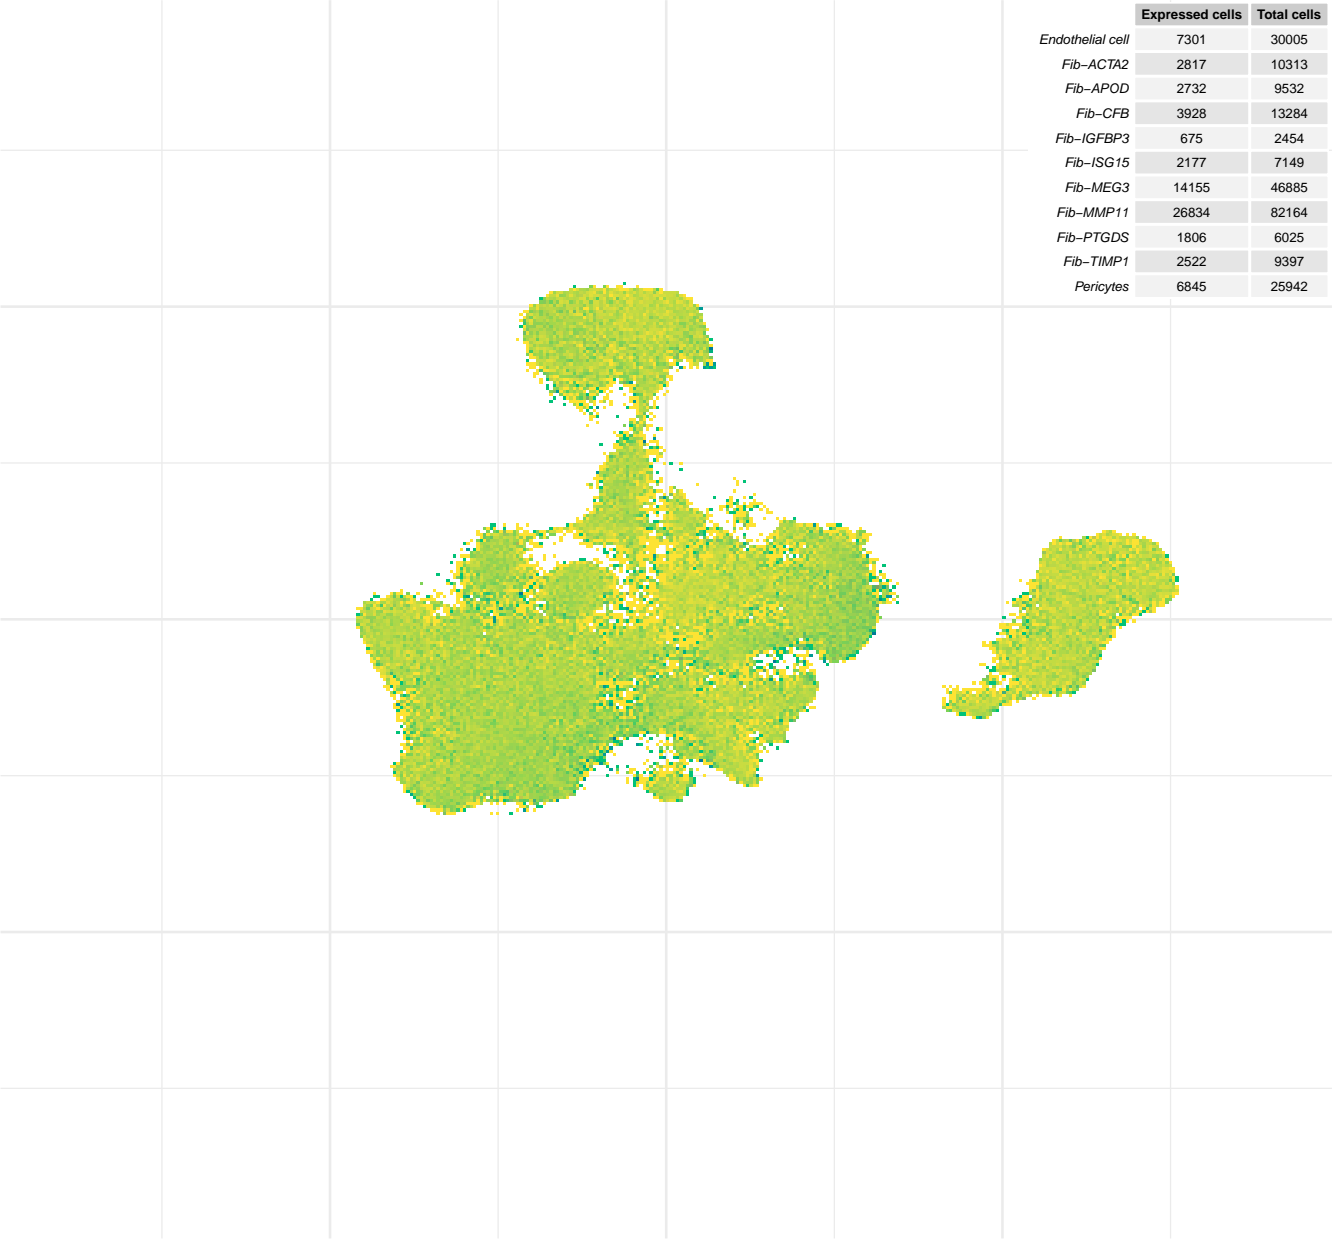 Expressed cells Total cells
Endothelial cell 7301 30005
Fib−ACTA2 2817 10313
Fib−APOD 2732 9532
Fib−CFB 3928 13284
Fib−IGFBP3 675 2454
Fib−ISG15 2177 7149
Fib−MEG3 14155 46885
Fib−MMP11 26834 82164
Fib−PTGDS 1806 6025
Fib−TIMP1 2522 9397
Pericytes 6845 25942